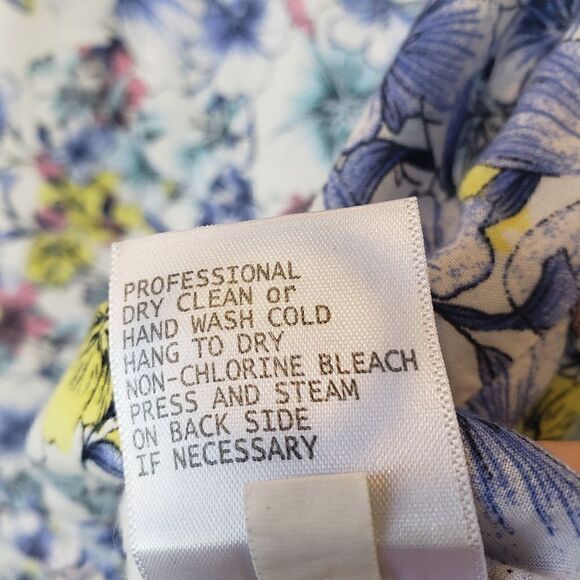 PROFESSIONAL
DRY CLEAN or
HAND WASH COLD
HANG TO DRY
NON-CHLORINE BLEACH
PRESS AND STEAM
ON BACK SIDE
IF NECESSARY